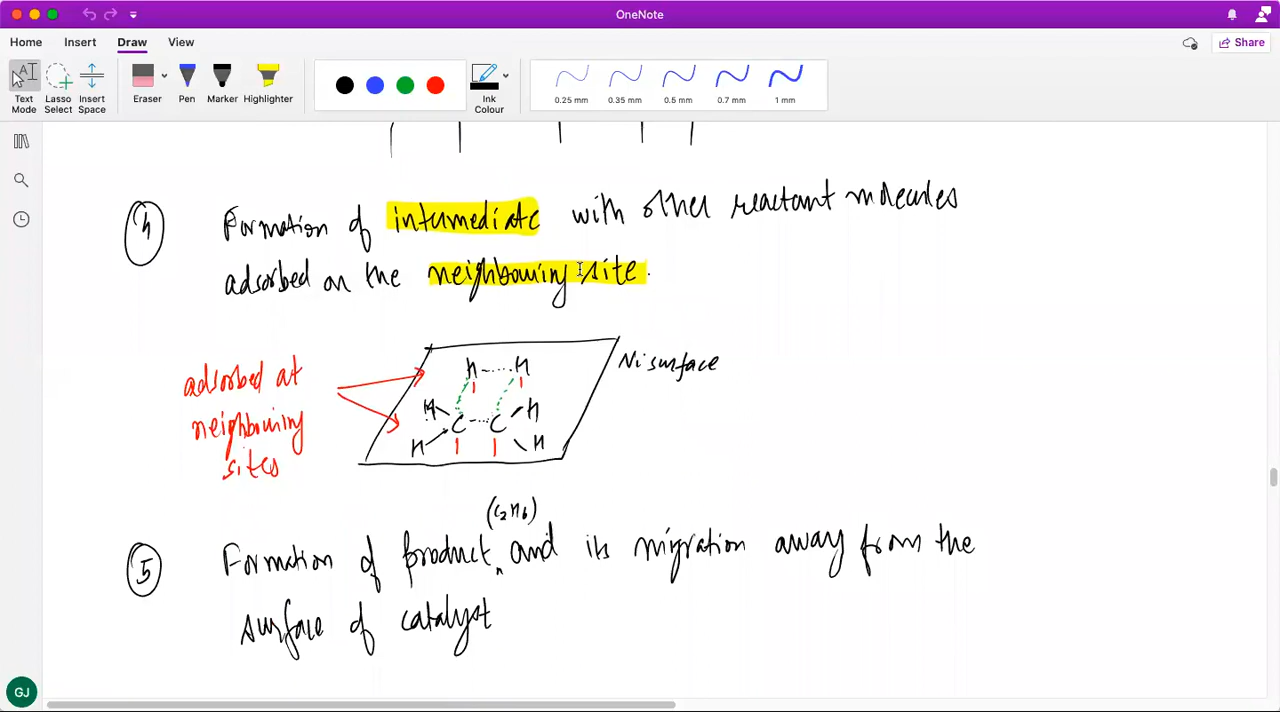 OneNote
Home Insert Draw View
Share
Text Mode
Lasso Select
Insert Space
Eraser
Pen
Marker
Highlighter
Ink Colour
0.25 mm
0.35 mm
0.5 mm
0.7 mm
1 mm
4 Formation of intermediate with other reactant molecules
adsorbed on the neighbouring site.
adsorbed at
neighbouring
sites
Ni surface
H H
H C C H
H H
(C2H6)
5 Formation of product and its migration away from the
surface of catalyst
GJ